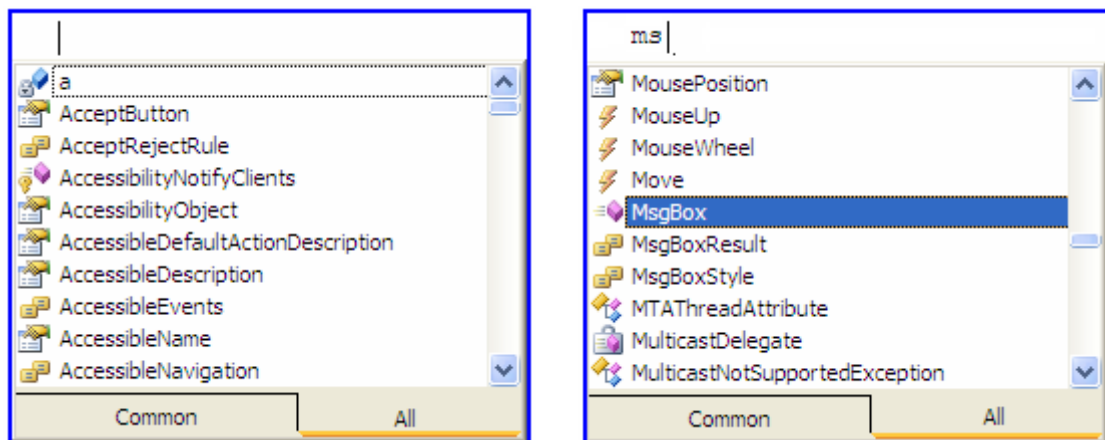 a
AcceptButton
AcceptRejectRule
AccessibilityNotifyClients
AccessibilityObject
AccessibleDefaultActionDescription
AccessibleDescription
AccessibleEvents
AccessibleName
AccessibleNavigation
Common All
ms
MousePosition
MouseUp
MouseWheel
Move
MsgBox
MsgBoxResult
MsgBoxStyle
MTAThreadAttribute
MulticastDelegate
MulticastNotSupportedException
Common All